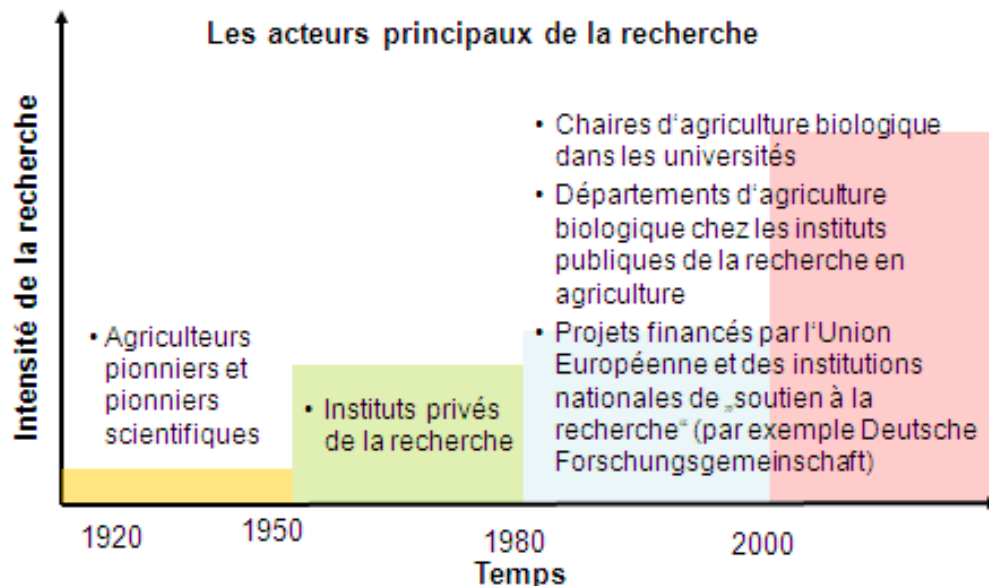 Les acteurs principaux de la recherche
Intensité de la recherche
• Agriculteurs
pionniers et
pionniers
scientifiques
• Instituts privés
de la recherche
• Chaires d‘agriculture biologique
dans les universités
• Départements d‘agriculture
biologique chez les instituts
publiques de la recherche en
agriculture
• Projets financés par l‘Union
Européenne et des institutions
nationales de „soutien à la
recherche“ (par exemple Deutsche
Forschungsgemeinschaft)
1920
1950
1980
2000
Temps